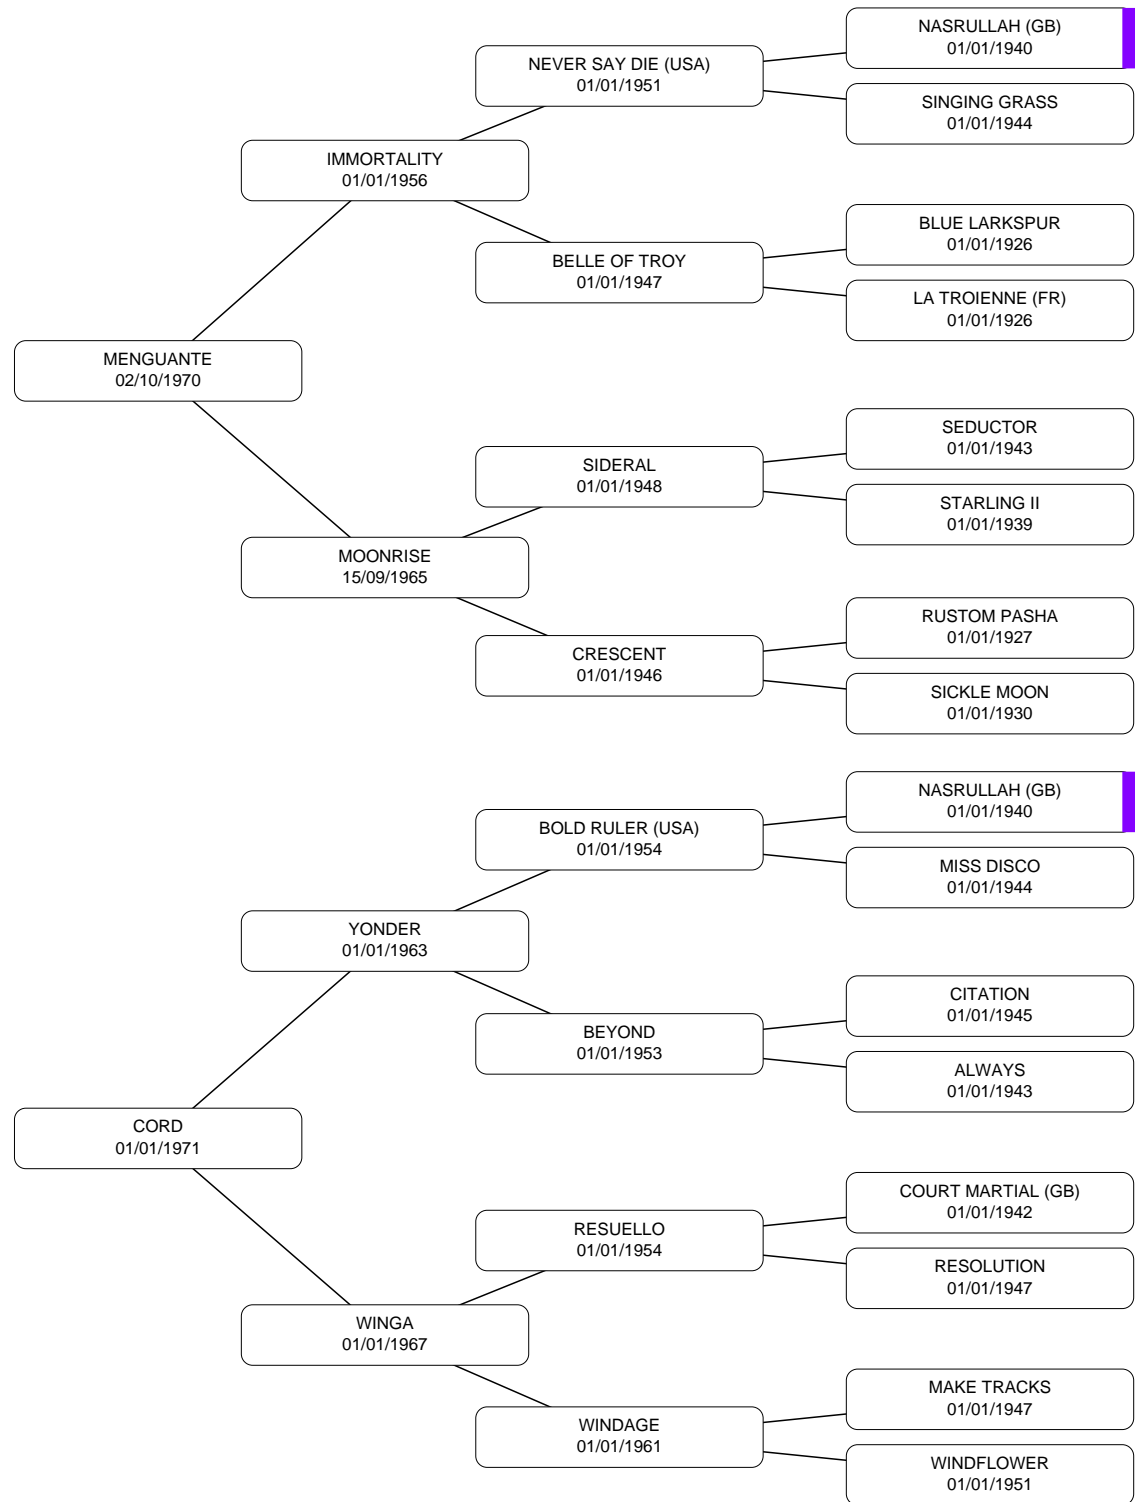 NASRULLAH (GB)
01/01/1940
NEVER SAY DIE (USA)
01/01/1951
SINGING GRASS
01/01/1944
IMMORTALITY
01/01/1956
BLUE LARKSPUR
01/01/1926
BELLE OF TROY
01/01/1947
LA TROIENNE (FR)
01/01/1926
MENGUANTE
02/10/1970
SEDUCTOR
01/01/1943
SIDERAL
01/01/1948
STARLING II
01/01/1939
MOONRISE
15/09/1965
RUSTOM PASHA
01/01/1927
CRESCENT
01/01/1946
SICKLE MOON
01/01/1930
NASRULLAH (GB)
01/01/1940
BOLD RULER (USA)
01/01/1954
MISS DISCO
01/01/1944
YONDER
01/01/1963
CITATION
01/01/1945
BEYOND
01/01/1953
ALWAYS
01/01/1943
CORD
01/01/1971
COURT MARTIAL (GB)
01/01/1942
RESUELLO
01/01/1954
RESOLUTION
01/01/1947
WINGA
01/01/1967
MAKE TRACKS
01/01/1947
WINDAGE
01/01/1961
WINDFLOWER
01/01/1951